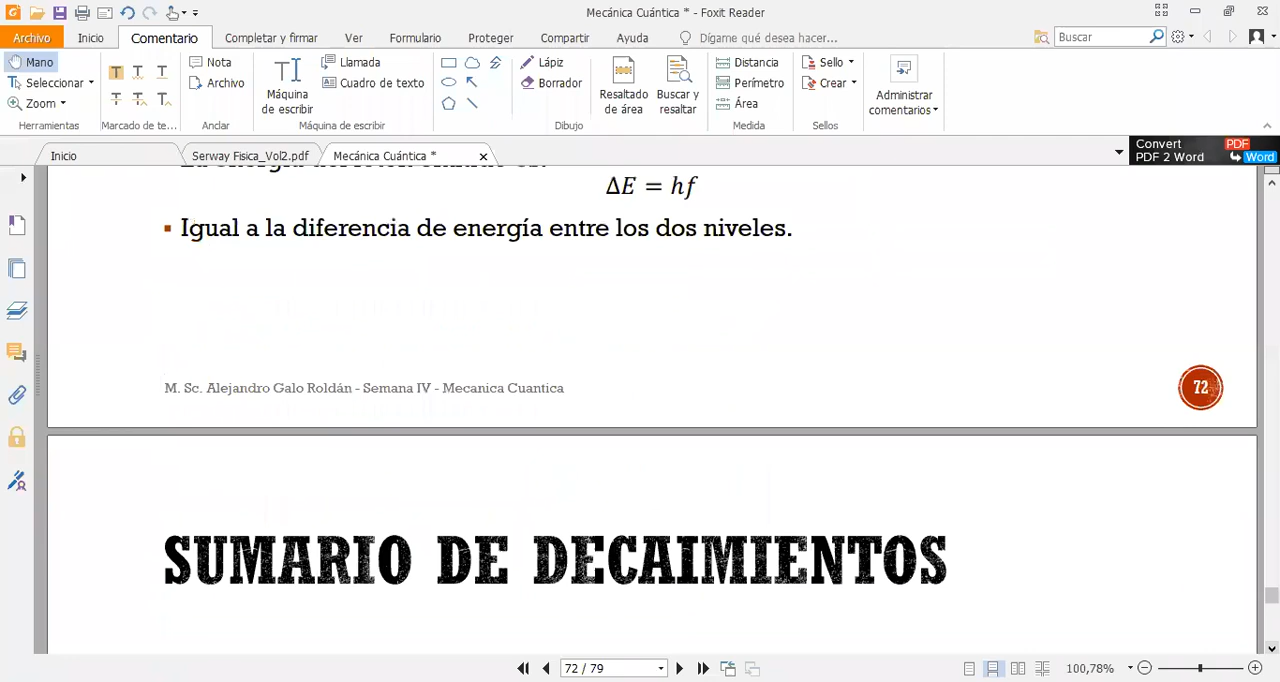 Mecánica Cuántica * - Foxit Reader
Archivo Inicio Comentario Completar y firmar Ver Formulario Proteger Compartir Ayuda Dígame qué desea hacer... Buscar
Mano
Seleccionar
Zoom
Herramientas
Marcado de te...
Nota
Archivo
Andar
Máquina de escribir
Llamada
Cuadro de texto
Máquina de escribir
Lápiz
Borrador
Dibujo
Resaltado de área
Buscar y resaltar
Distancia
Perímetro
Área
Medida
Sello
Crear
Sellos
Administrar comentarios
Inicio Serway Fisica_Vol2.pdf Mecánica Cuántica *
Convert PDF
PDF 2 Word Word
ΔE = hf
▪ Igual a la diferencia de energía entre los dos niveles.
M. Sc. Alejandro Galo Roldán - Semana IV - Mecanica Cuantica
72
SUMARIO DE DECAIMIENTOS
72 / 79
100,78%